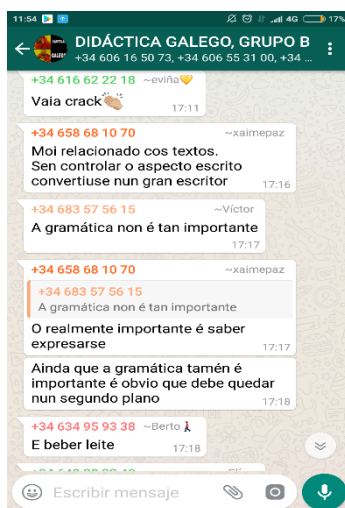 11:54
4G 17%
DIDÁCTICA GALEGO, GRUPO B
+34 606 16 50 73, +34 606 55 31 00, +34 ...
+34 616 62 22 18 ~eviña
Vaia crack
17:11
+34 658 68 10 70 ~xaimepaz
Moi relacionado cos textos.
Sen controlar o aspecto escrito
convertiuse nun gran escritor
17:16
+34 683 57 56 15 ~Víctor
A gramática non é tan importante
17:17
+34 658 68 10 70 ~xaimepaz
+34 683 57 56 15
A gramática non é tan importante
O realmente importante é saber
expresarse
17:17
Ainda que a gramática tamén é
importante é obvio que debe quedar
nun segundo plano
17:18
+34 634 95 93 38 ~Berto
E beber leite
17:18
Escribir mensaje